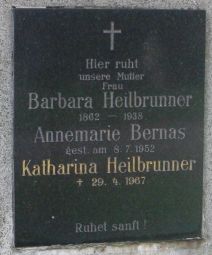 Hier ruht
unsere Mutter
Frau
Barbara Heilbrunner
1862 - 1938
Annemarie Bernas
gest. am 8. 7. 1952
Katharina Heilbrunner
† 29. 4. 1967
Ruhet sanft!